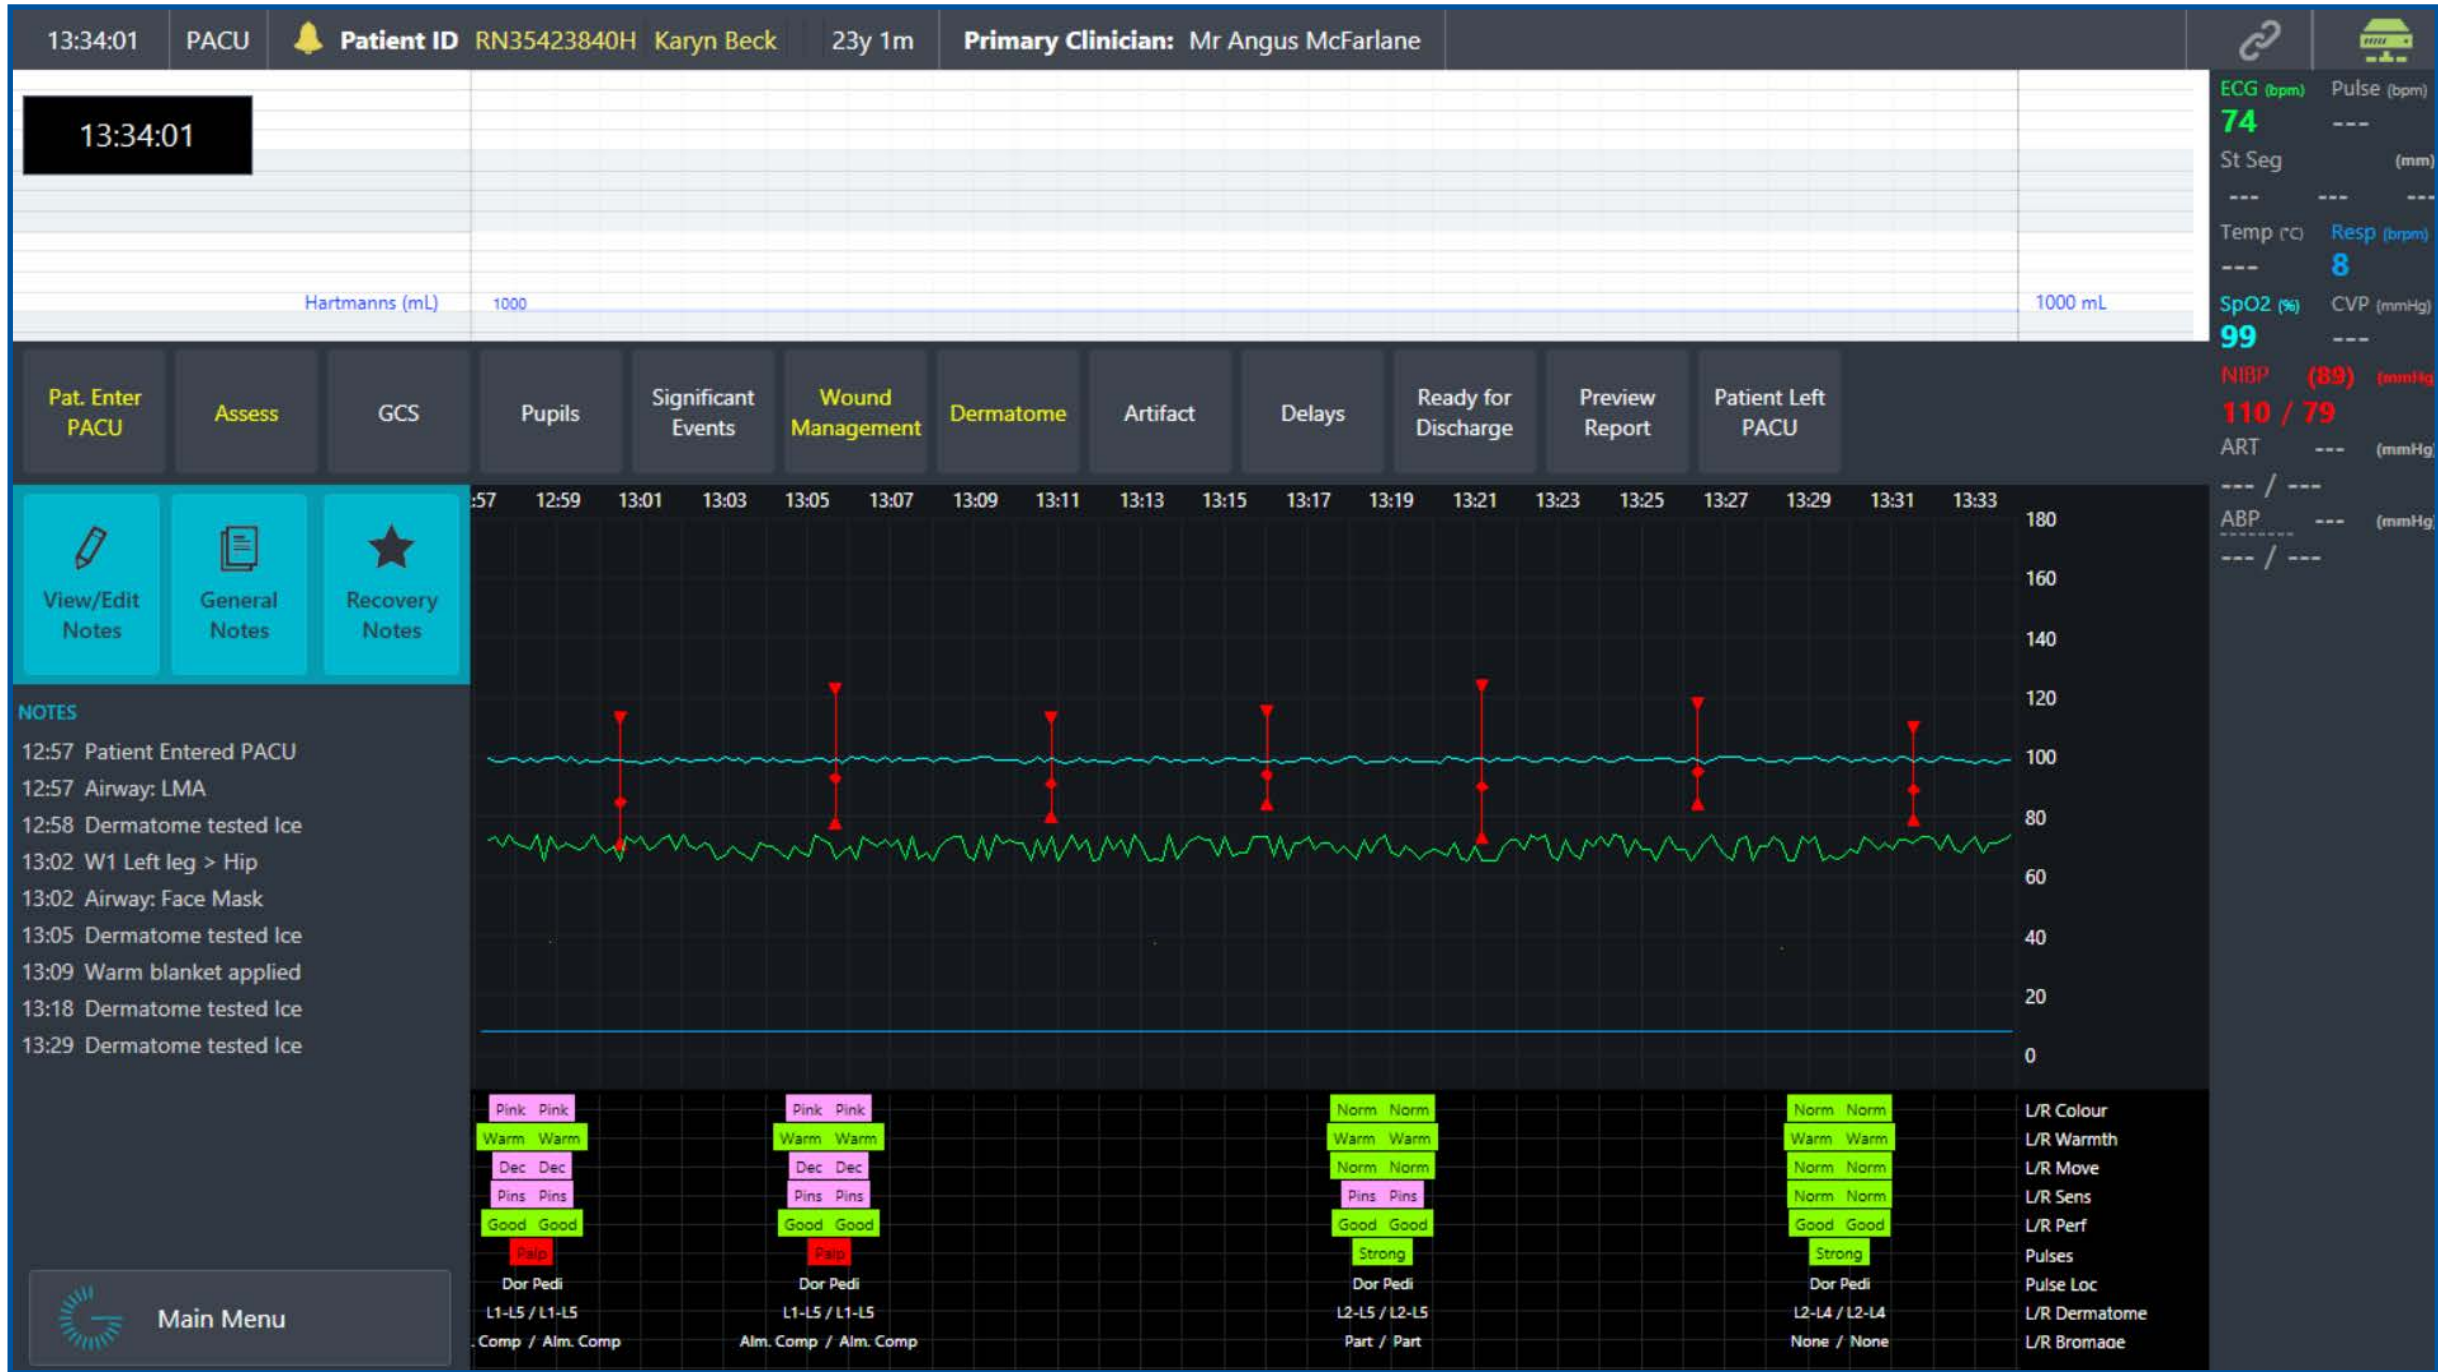 13:34:01 PACU Patient ID RN35423840H Karyn Beck 23y 1m Primary Clinician: Mr Angus McFarlane
13:34:01
Hartmanns (mL) 1000 1000 mL
ECG (bpm) Pulse (bpm)
74 ---
St Seg (mm)
--- --- ---
Temp (°C) Resp (brpm)
--- 8
SpO2 (%) CVP (mmHg)
99 ---
NIBP (89) (mmHg
110 / 79
ART --- (mmHg)
--- / ---
ABP --- (mmHg)
--- / ---
Pat. Enter
PACU
Assess
GCS
Pupils
Significant
Events
Wound
Management
Dermatome
Artifact
Delays
Ready for
Discharge
Preview
Report
Patient Left
PACU
View/Edit
Notes
General
Notes
Recovery
Notes
NOTES
12:57 Patient Entered PACU
12:57 Airway: LMA
12:58 Dermatome tested Ice
13:02 W1 Left leg > Hip
13:02 Airway: Face Mask
13:05 Dermatome tested Ice
13:09 Warm blanket applied
13:18 Dermatome tested Ice
13:29 Dermatome tested Ice
Main Menu
:57 12:59 13:01 13:03 13:05 13:07 13:09 13:11 13:13 13:15 13:17 13:19 13:21 13:23 13:25 13:27 13:29 13:31 13:33
180
160
140
120
100
80
60
40
20
0
Pink Pink Pink Pink Norm Norm Norm Norm L/R Colour
Warm Warm Warm Warm Warm Warm Warm Warm L/R Warmth
Dec Dec Dec Dec Norm Norm Norm Norm L/R Move
Pins Pins Pins Pins Pins Pins Norm Norm L/R Sens
Good Good Good Good Good Good Good Good L/R Perf
Palp Palp Strong Strong Pulses
Dor Pedi Dor Pedi Dor Pedi Dor Pedi Pulse Loc
L1-L5 / L1-L5 L1-L5 / L1-L5 L2-L5 / L2-L5 L2-L4 / L2-L4 L/R Dermatome
. Comp / Alm. Comp Alm. Comp / Alm. Comp Part / Part None / None L/R Bromage